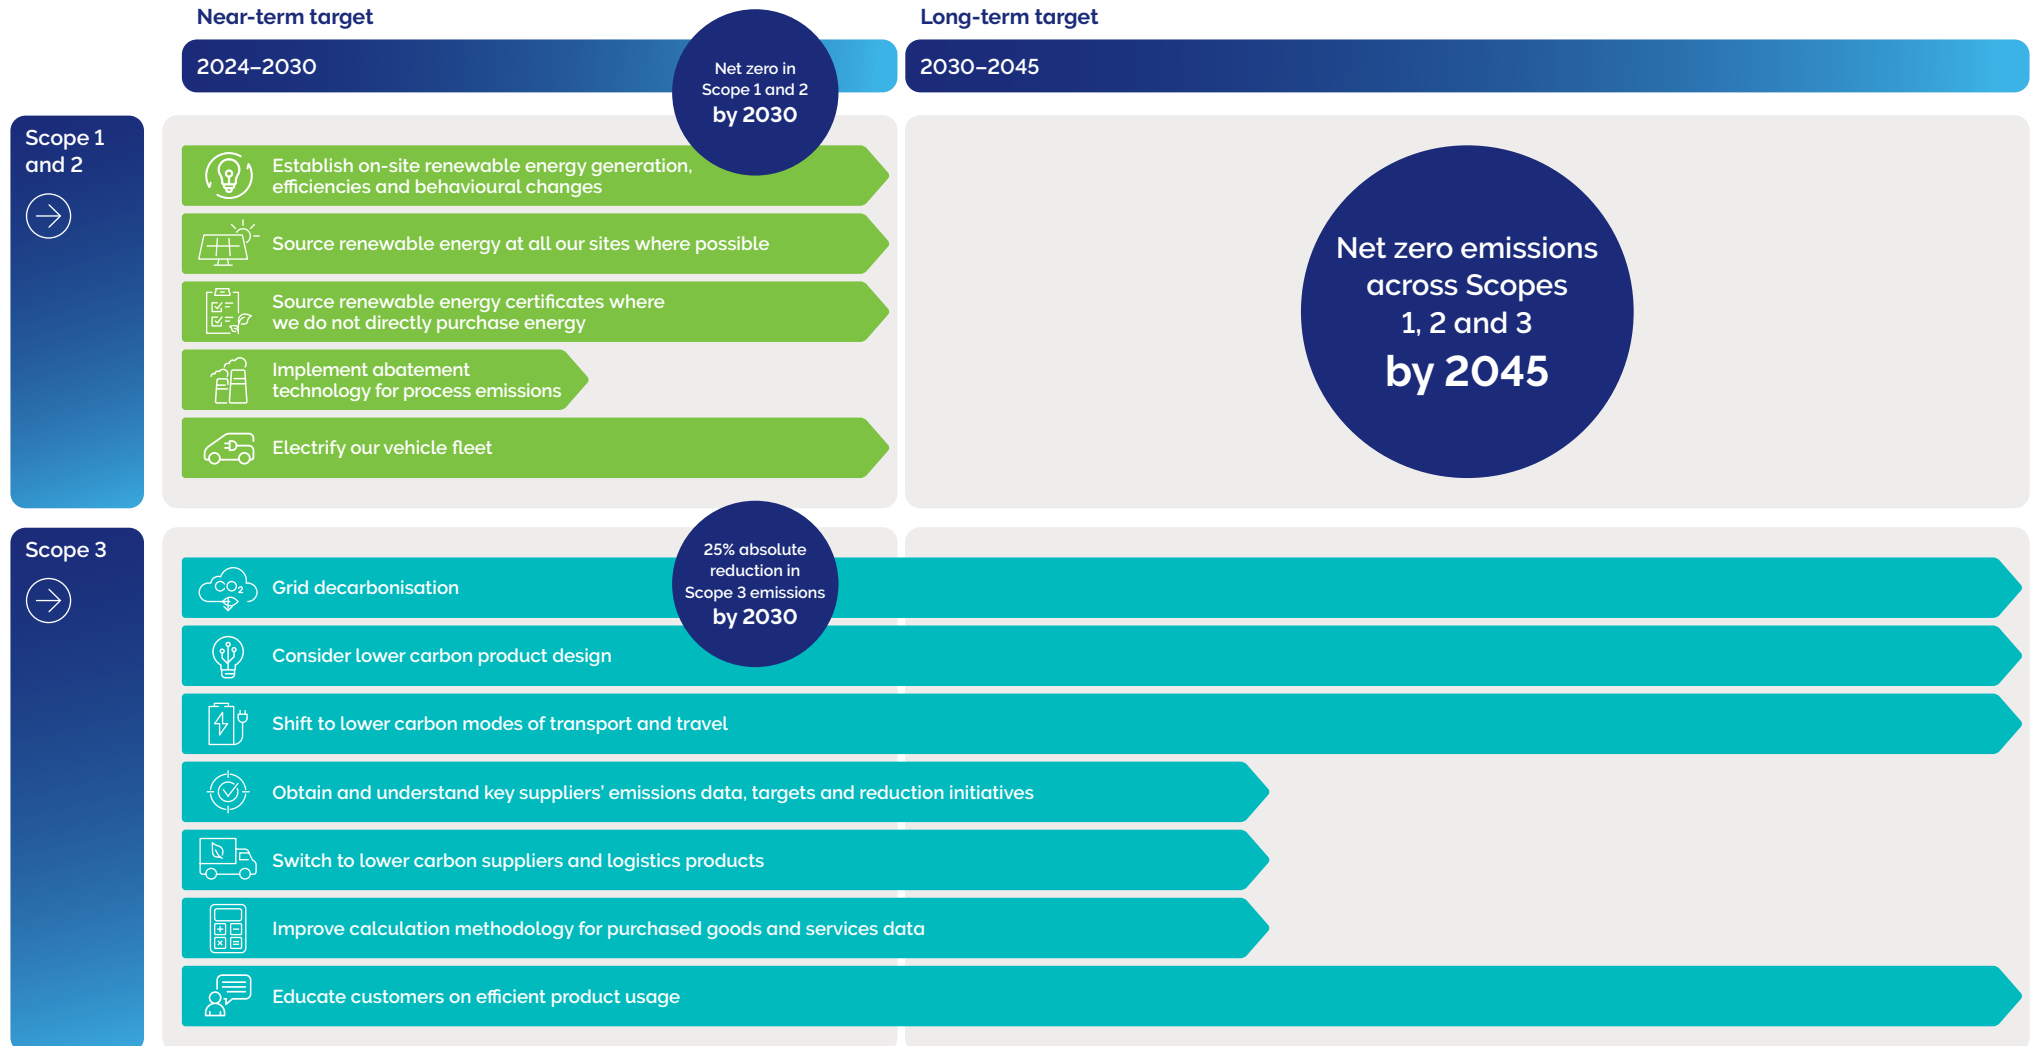 Near-term target
Long-term target
2024–2030
2030–2045
Net zero in
Scope 1 and 2
by 2030
Scope 1
and 2
Establish on-site renewable energy generation,
efficiencies and behavioural changes
Source renewable energy at all our sites where possible
Source renewable energy certificates where
we do not directly purchase energy
Implement abatement
technology for process emissions
Electrify our vehicle fleet
Net zero emissions
across Scopes
1, 2 and 3
by 2045
Scope 3
25% absolute
reduction in
Scope 3 emissions
by 2030
CO₂
Grid decarbonisation
Consider lower carbon product design
Shift to lower carbon modes of transport and travel
Obtain and understand key suppliers' emissions data, targets and reduction initiatives
Switch to lower carbon suppliers and logistics products
Improve calculation methodology for purchased goods and services data
Educate customers on efficient product usage